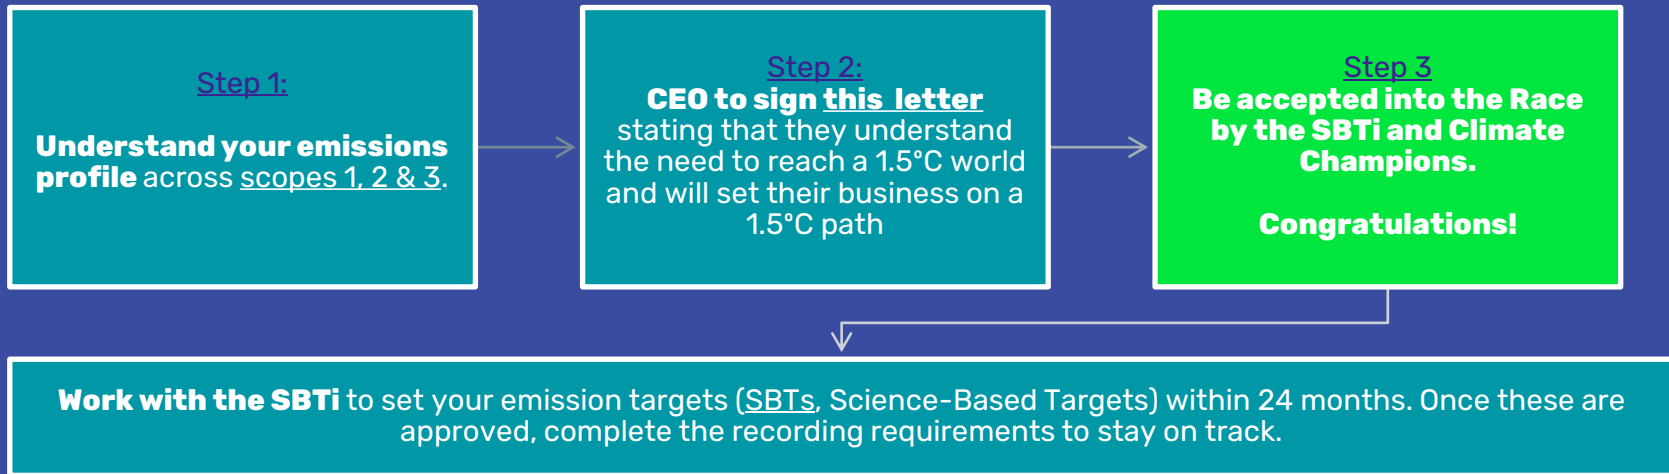 Step 1:
Understand your emissions
profile across scopes 1, 2 & 3.
Step 2:
CEO to sign this letter
stating that they understand
the need to reach a 1.5°C world
and will set their business on a
1.5°C path
Step 3
Be accepted into the Race
by the SBTi and Climate
Champions.
Congratulations!
Work with the SBTi to set your emission targets (SBTs, Science-Based Targets) within 24 months. Once these are
approved, complete the recording requirements to stay on track.